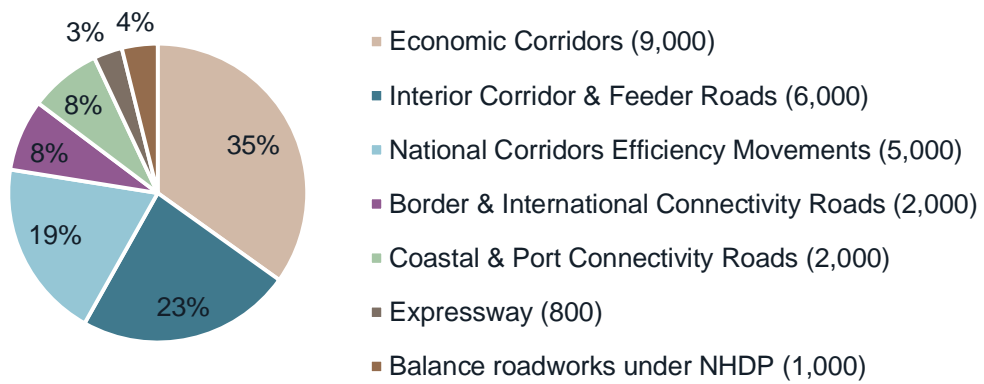 3%
4%
35%
8%
8%
19%
23%
Economic Corridors (9,000)
Interior Corridor & Feeder Roads (6,000)
National Corridors Efficiency Movements (5,000)
Border & International Connectivity Roads (2,000)
Coastal & Port Connectivity Roads (2,000)
Expressway (800)
Balance roadworks under NHDP (1,000)